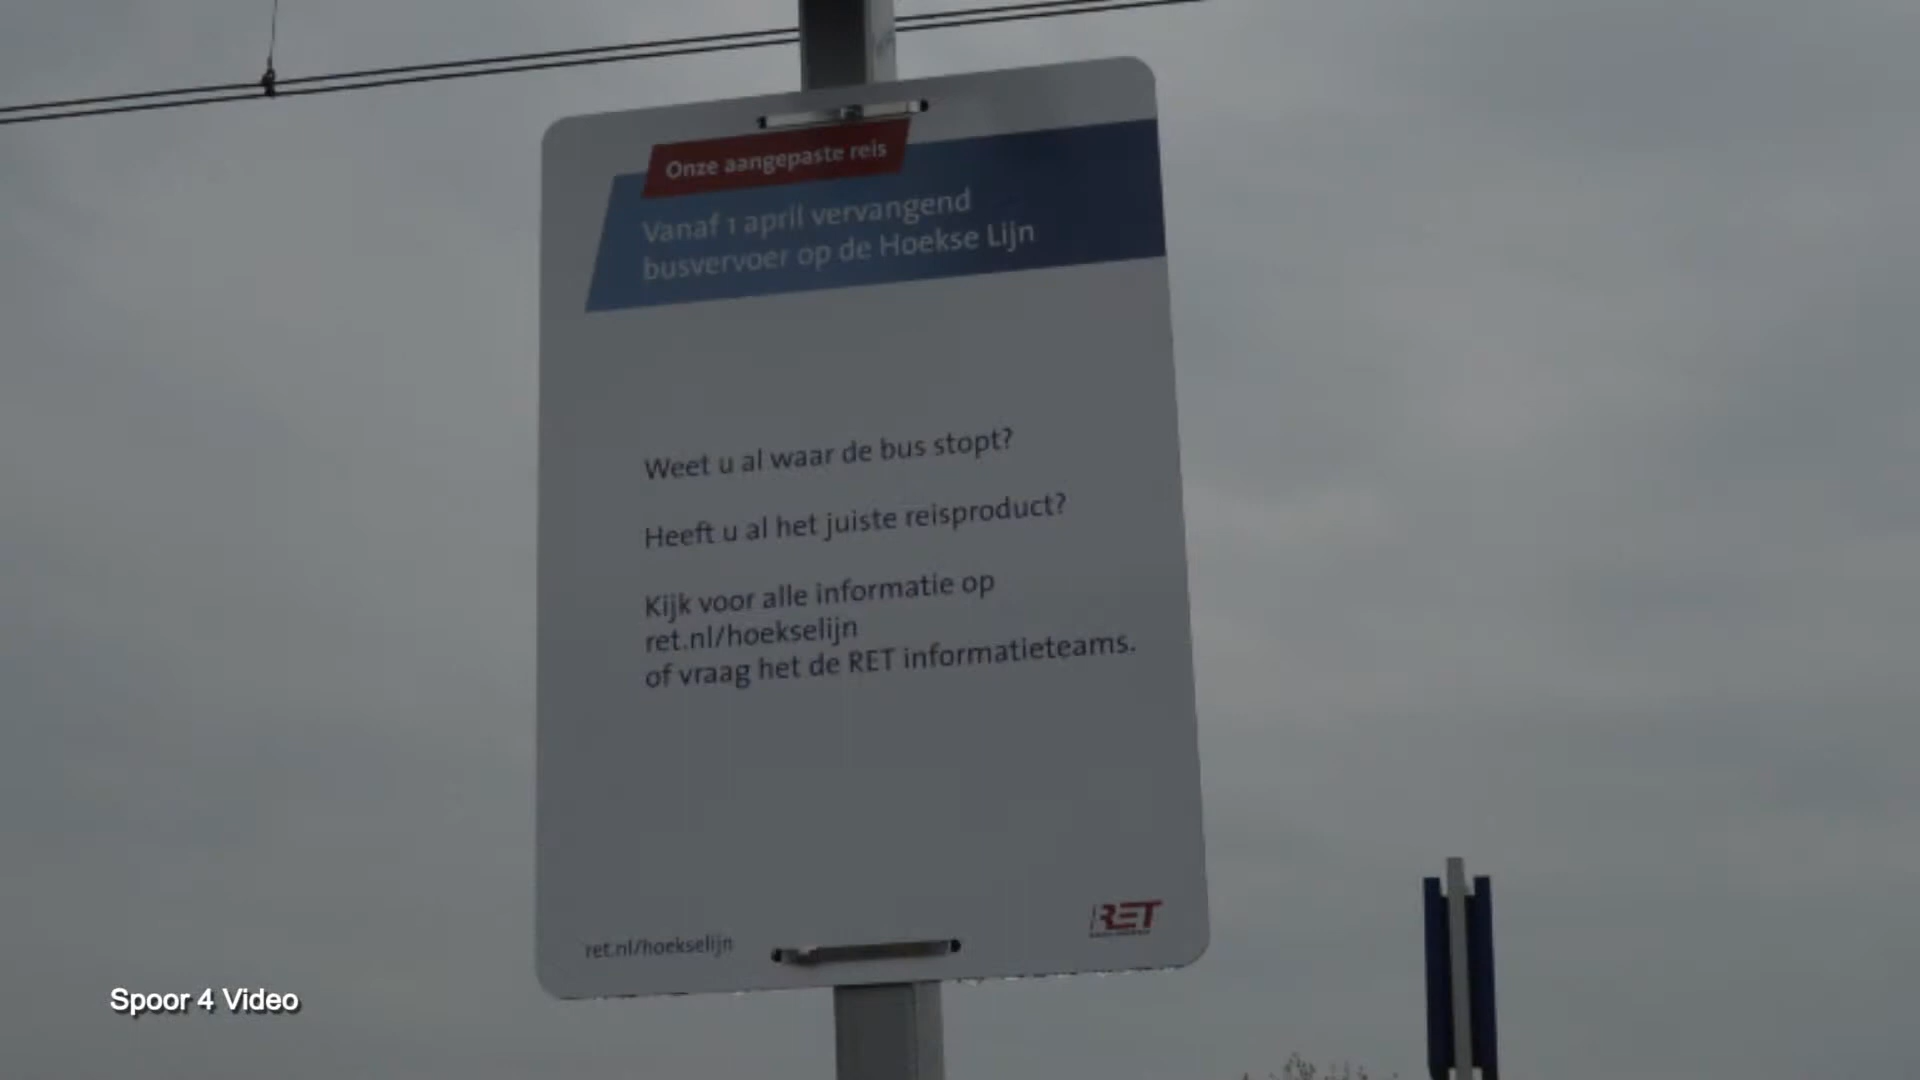 Onze aangepaste reis
Vanaf 1 april vervangend
busvervoer op de Hoekse Lijn
Weet u al waar de bus stopt?
Heeft u al het juiste reisproduct?
Kijk voor alle informatie op
ret.nl/hoekselijn
of vraag het de RET informatieteams.
ret.nl/hoekselijn
RET
Spoor 4 Video